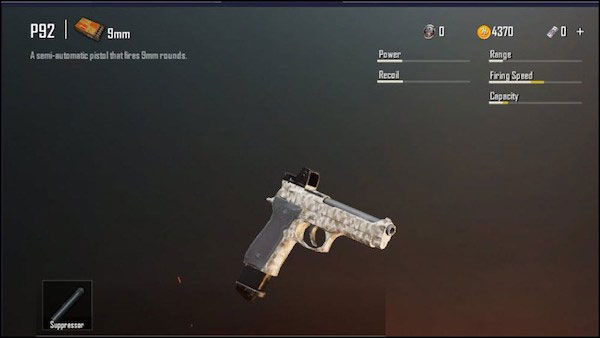 P92 9mm
A semi-automatic pistol that fires 9mm rounds.
0 4370 0 +
Power Range
Recoil Firing Speed
Capacity
Suppressor